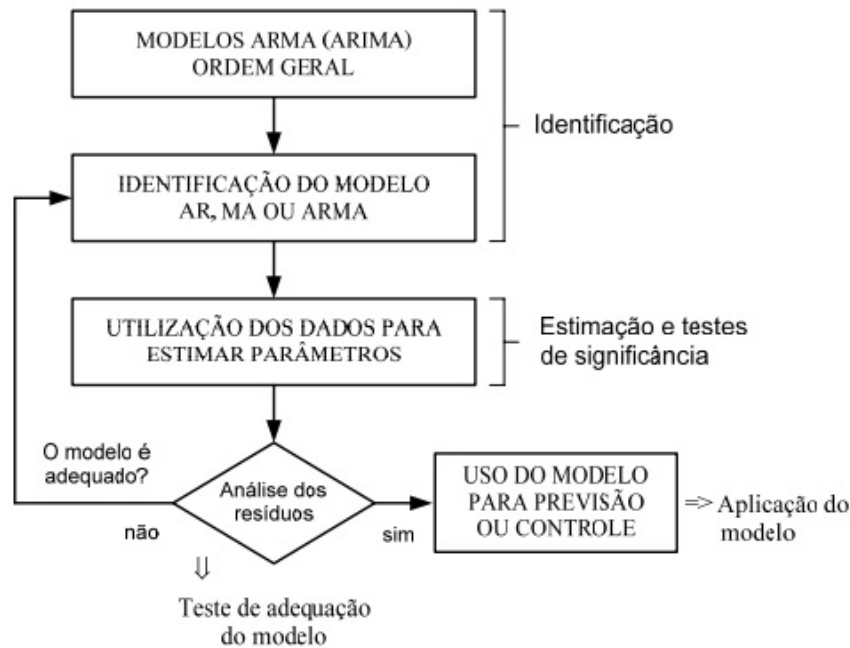 MODELOS ARMA (ARIMA)
ORDEM GERAL
Identificação
IDENTIFICAÇÃO DO MODELO
AR, MA OU ARMA
UTILIZAÇÃO DOS DADOS PARA
ESTIMAR PARÂMETROS
Estimação e testes
de significância
O modelo é
adequado?
Análise dos
resíduos
não
sim
USO DO MODELO
PARA PREVISÃO
OU CONTROLE
=> Aplicação do
modelo
⇓
Teste de adequação
do modelo